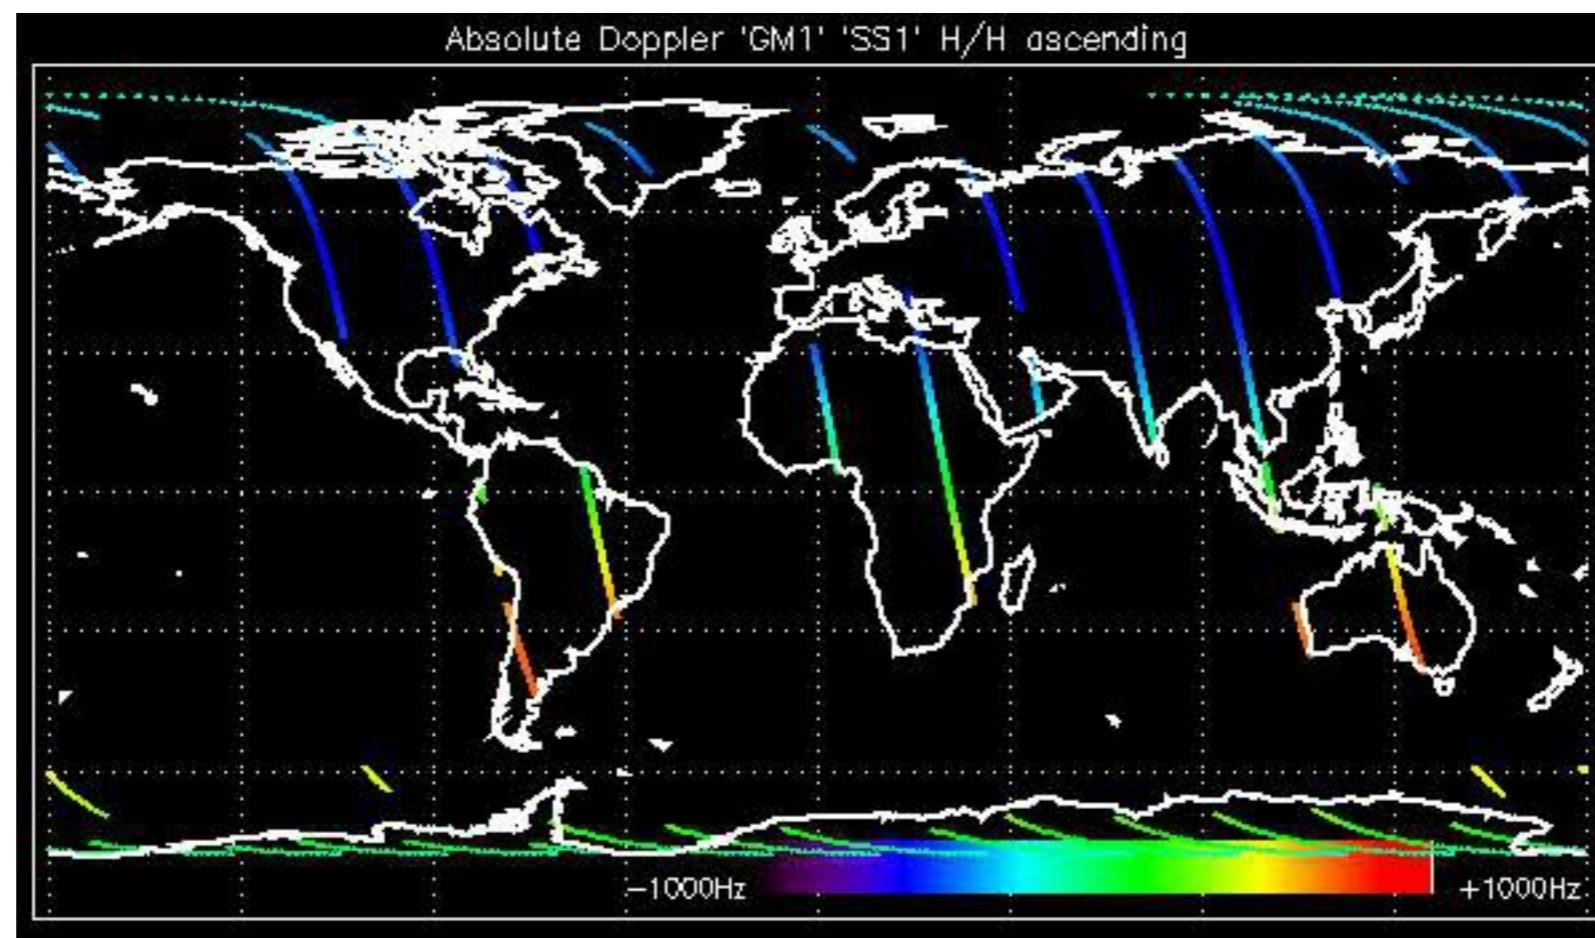 Absolute Doppler 'GM1' 'SS1' H/H ascending
−1000Hz
+1000Hz